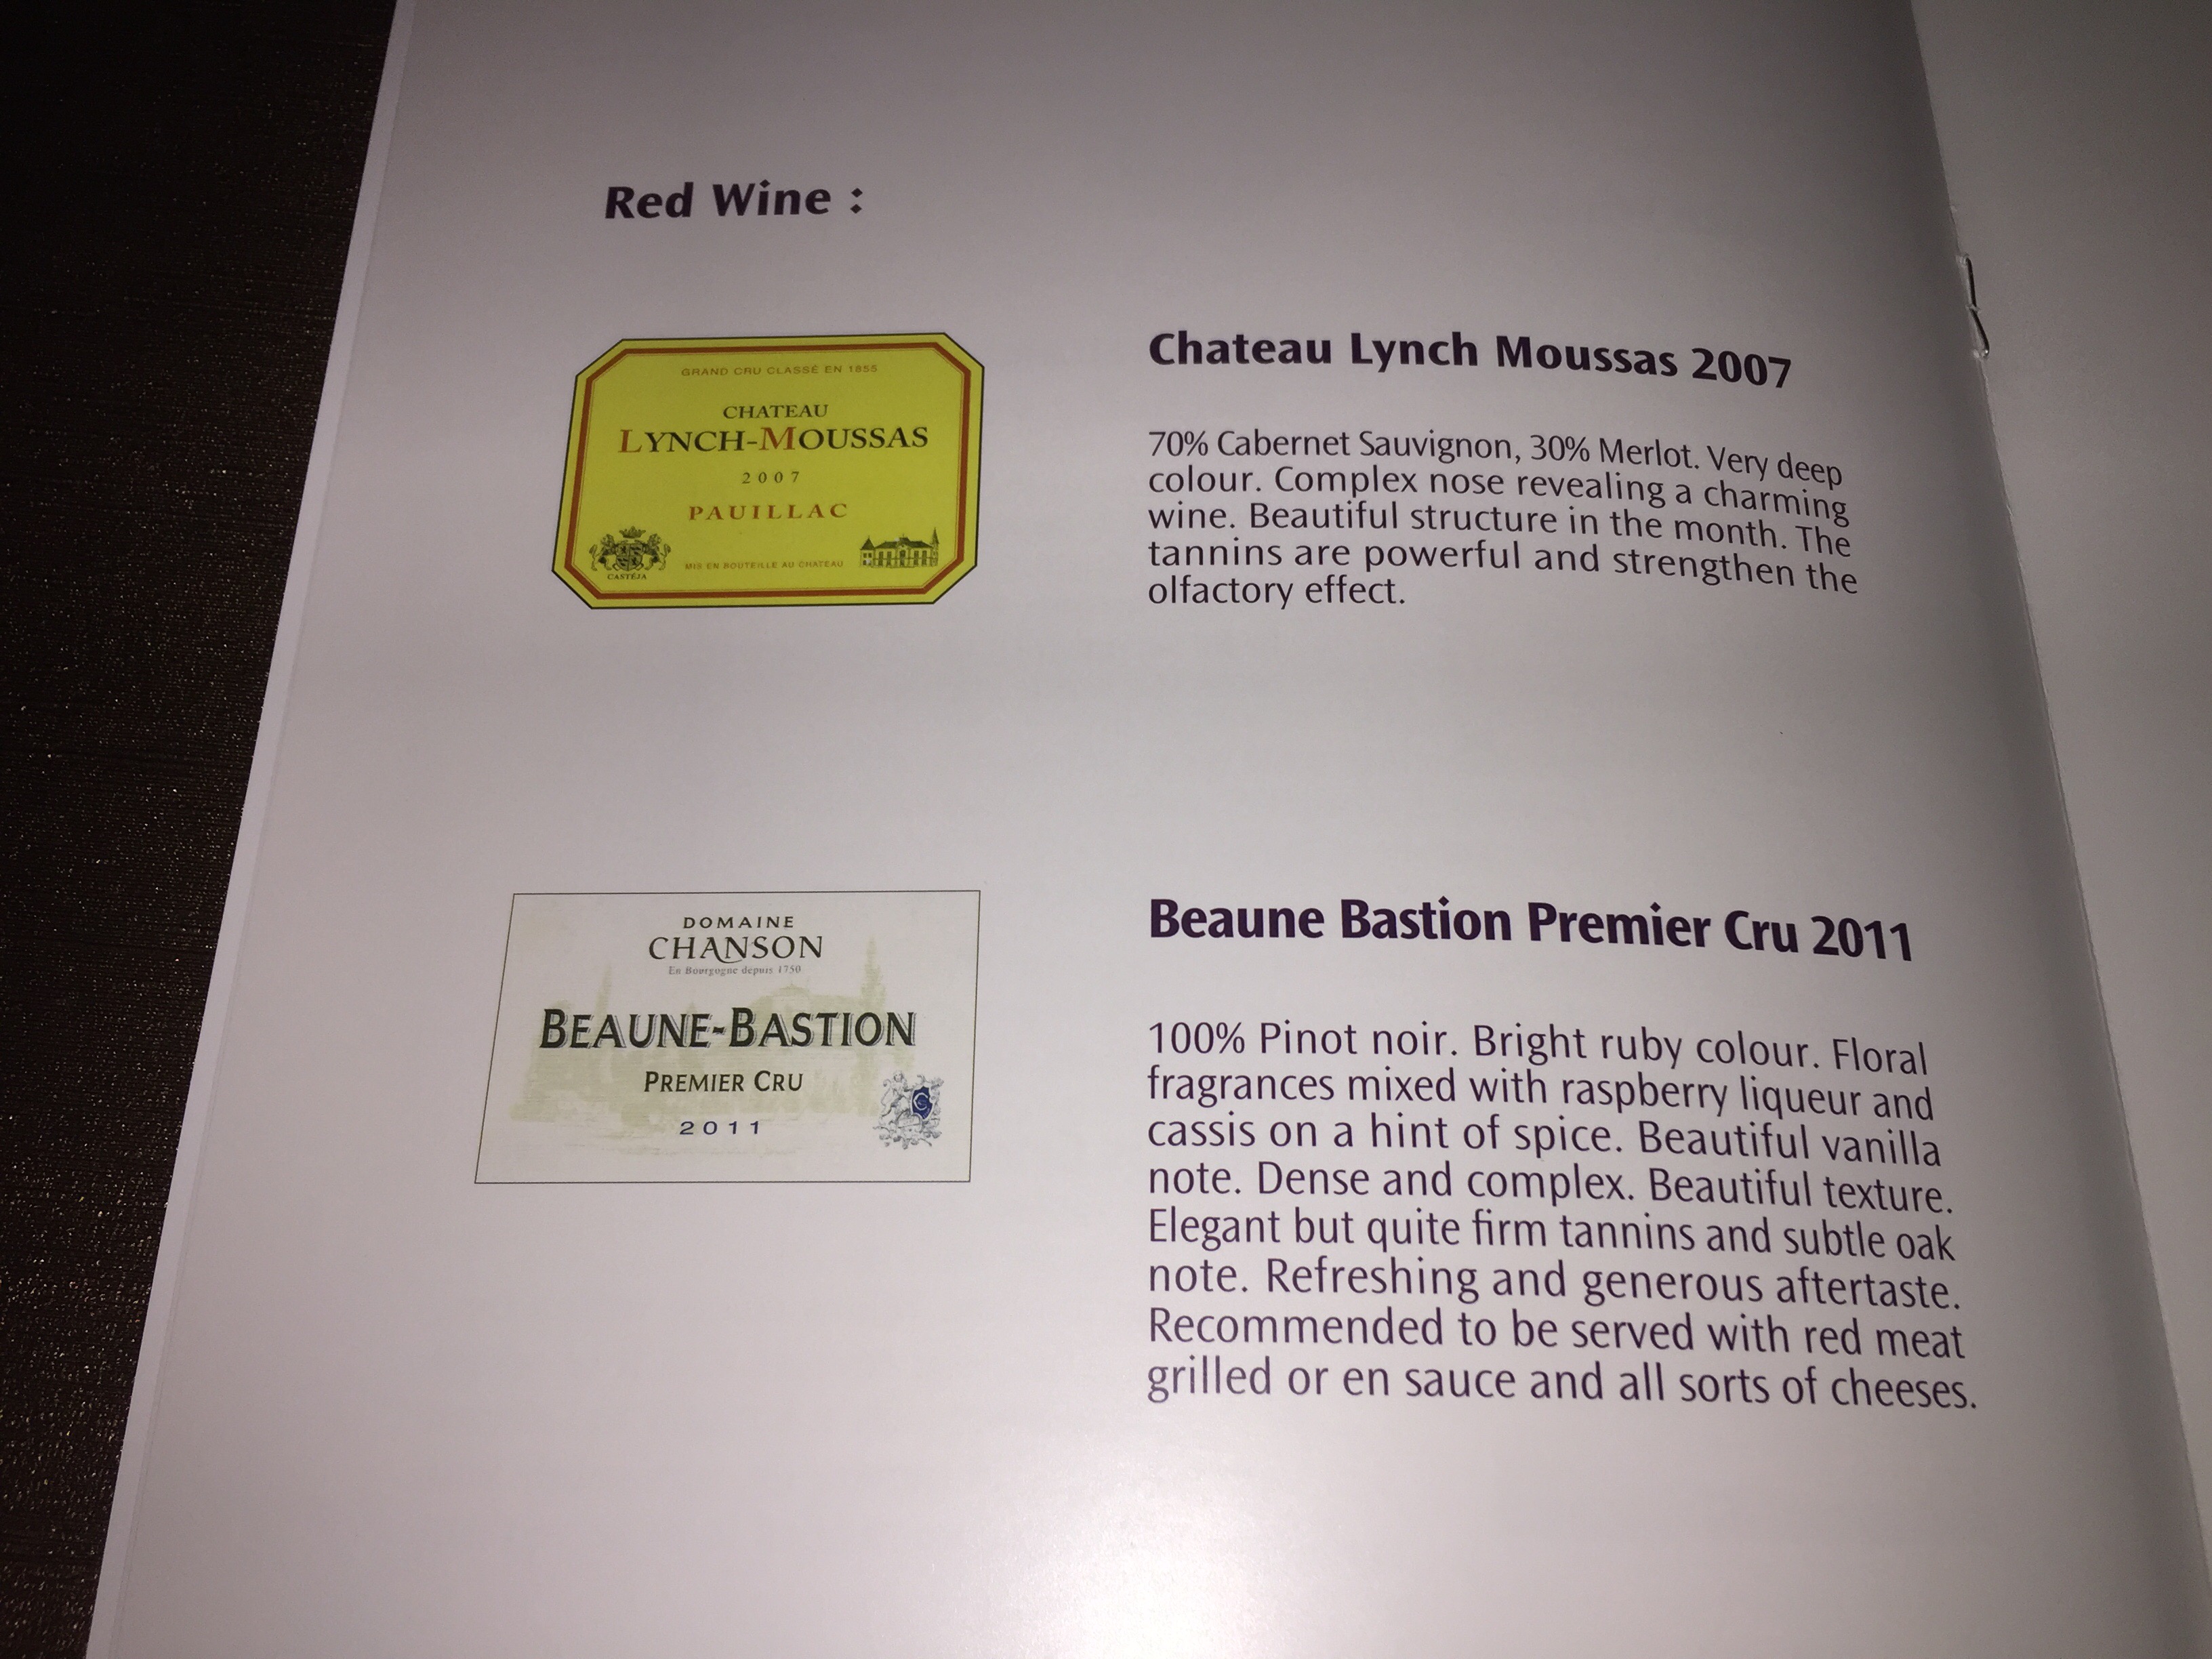 Red Wine :
GRAND CRU CLASSÉ EN 1855
CHATEAU
LYNCH-MOUSSAS
2007
PAUILLAC
CASTÉJA
MIS EN BOUTEILLE AU CHATEAU
Chateau Lynch Moussas 2007
70% Cabernet Sauvignon, 30% Merlot. Very deep
colour. Complex nose revealing a charming
wine. Beautiful structure in the month. The
tannins are powerful and strengthen the
olfactory effect.
DOMAINE
CHANSON
En Bourgogne depuis 1750
BEAUNE-BASTION
PREMIER CRU
2011
Beaune Bastion Premier Cru 2011
100% Pinot noir. Bright ruby colour. Floral
fragrances mixed with raspberry liqueur and
cassis on a hint of spice. Beautiful vanilla
note. Dense and complex. Beautiful texture.
Elegant but quite firm tannins and subtle oak
note. Refreshing and generous aftertaste.
Recommended to be served with red meat
grilled or en sauce and all sorts of cheeses.